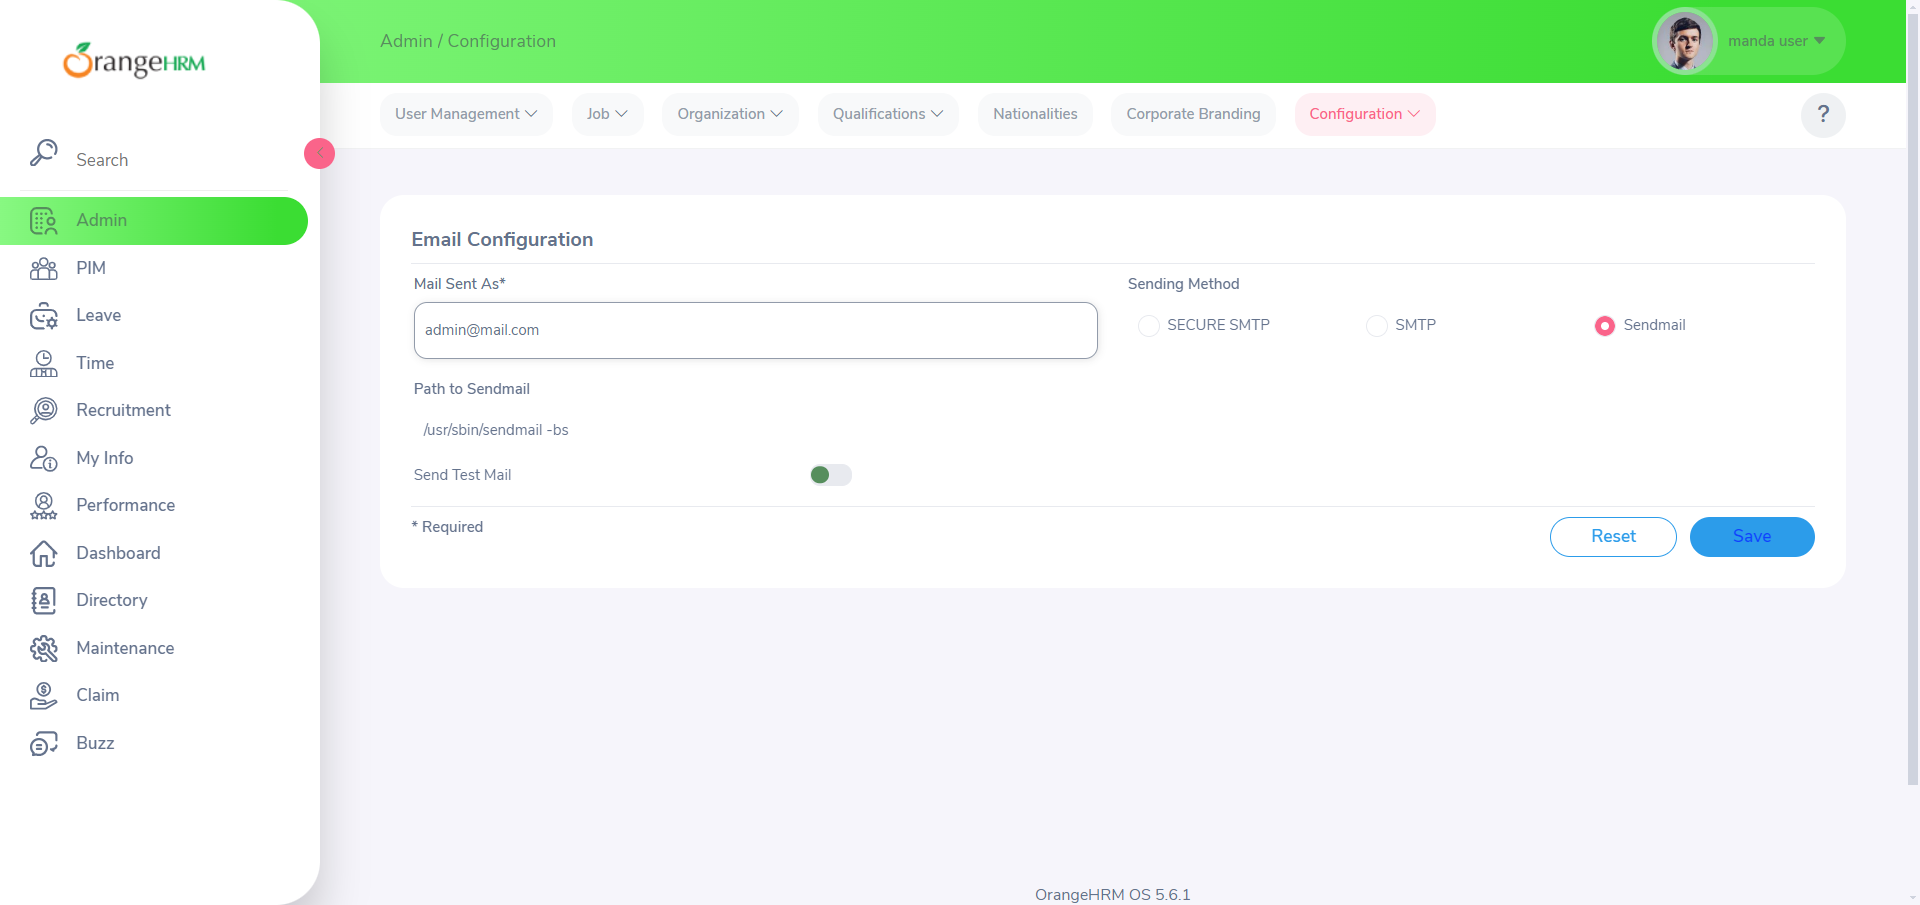 OrangeHRM
Admin / Configuration
manda user
User Management
Job
Organization
Qualifications
Nationalities
Corporate Branding
Configuration
?
Search
Admin
PIM
Leave
Time
Recruitment
My Info
Performance
Dashboard
Directory
Maintenance
Claim
Buzz
Email Configuration
Mail Sent As*
admin@mail.com
Sending Method
SECURE SMTP
SMTP
Sendmail
Path to Sendmail
/usr/sbin/sendmail -bs
Send Test Mail
* Required
Reset
Save
OrangeHRM OS 5.6.1